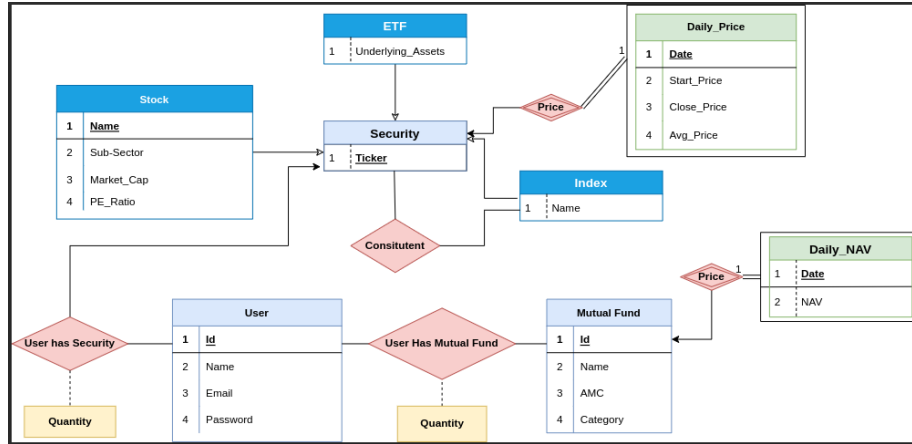 ETF
1 Underlying_Assets
Daily_Price
1 Date
2 Start_Price
3 Close_Price
4 Avg_Price
1
Price
Stock
1 Name
2 Sub-Sector
3 Market_Cap
4 PE_Ratio
Security
1 Ticker
Index
1 Name
Consitutent
Daily_NAV
1 Date
2 NAV
1
Price
User has Security
Quantity
User
1 Id
2 Name
3 Email
4 Password
User Has Mutual Fund
Quantity
Mutual Fund
1 Id
2 Name
3 AMC
4 Category